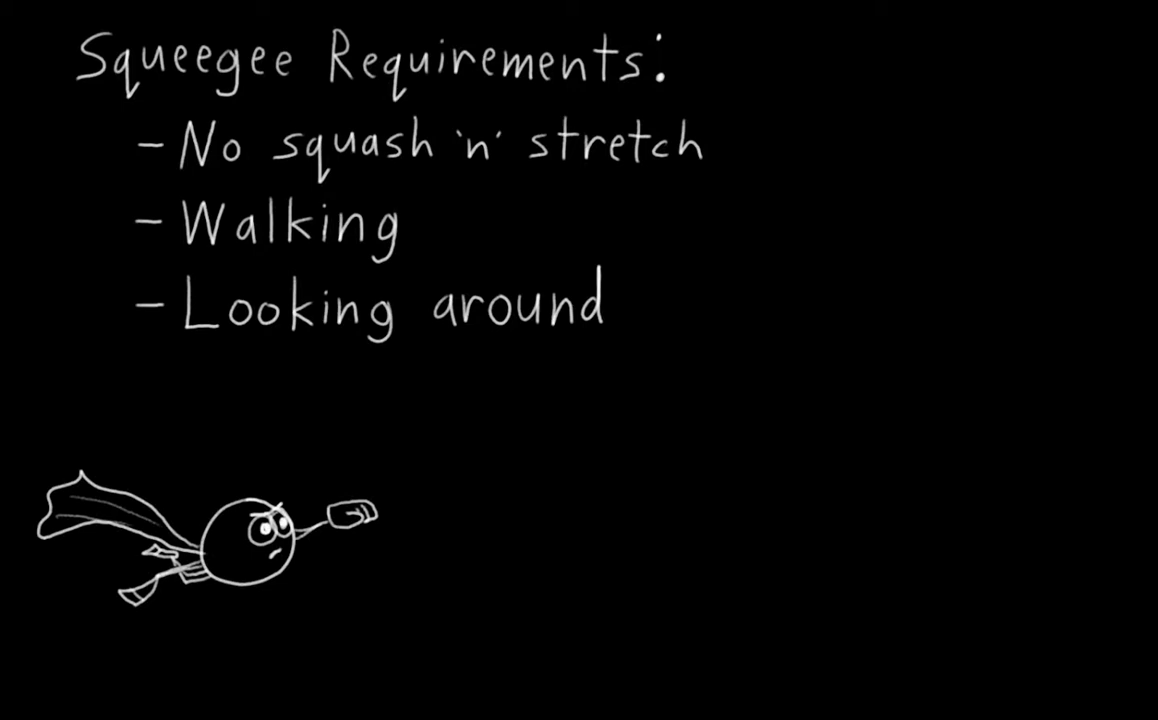 Squeegee Requirements:
- No squash 'n' stretch
- Walking
- Looking around